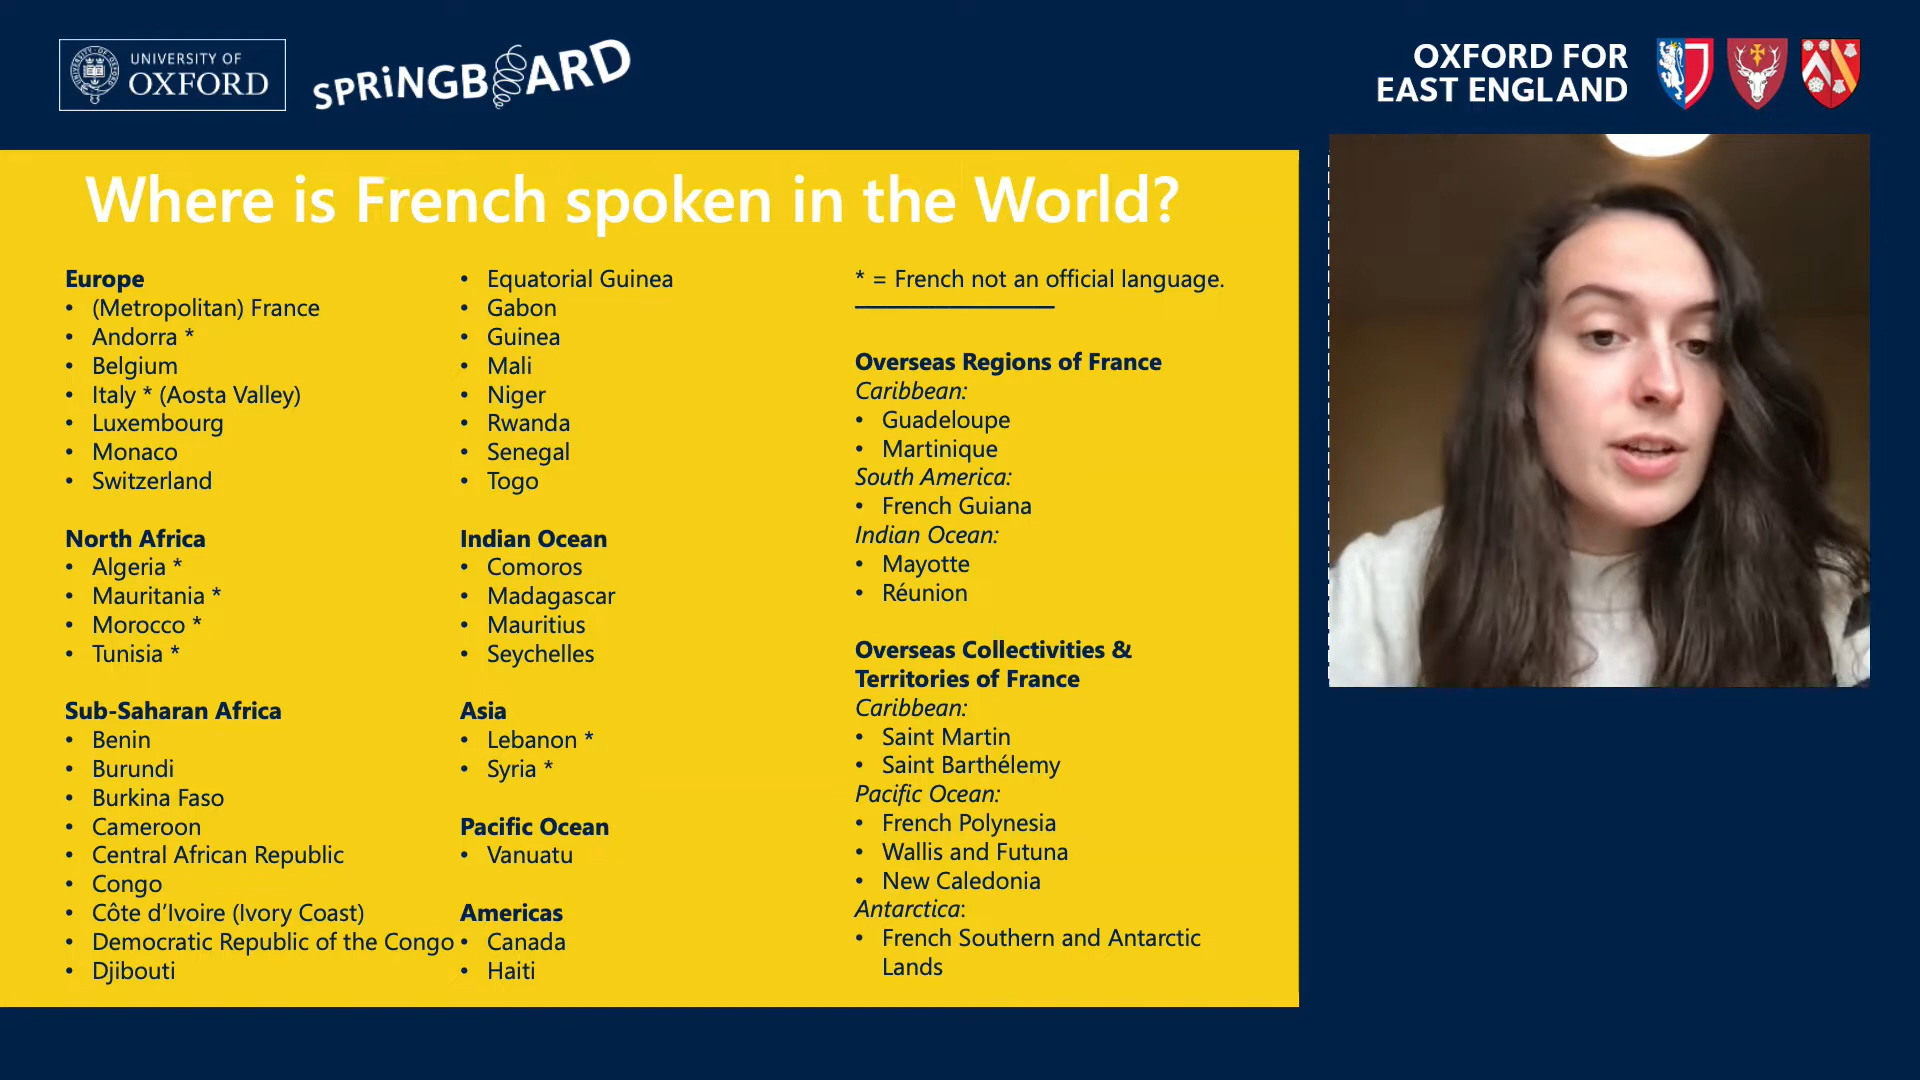 UNIVERSITY OF
OXFORD
SPRiNGBOARD
OXFORD FOR
EAST ENGLAND
Where is French spoken in the World?
Europe
• (Metropolitan) France
• Andorra *
• Belgium
• Italy * (Aosta Valley)
• Luxembourg
• Monaco
• Switzerland
North Africa
• Algeria *
• Mauritania *
• Morocco *
• Tunisia *
Sub-Saharan Africa
• Benin
• Burundi
• Burkina Faso
• Cameroon
• Central African Republic
• Congo
• Côte d’Ivoire (Ivory Coast)
• Democratic Republic of the Congo
• Djibouti
• Equatorial Guinea
• Gabon
• Guinea
• Mali
• Niger
• Rwanda
• Senegal
• Togo
Indian Ocean
• Comoros
• Madagascar
• Mauritius
• Seychelles
Asia
• Lebanon *
• Syria *
Pacific Ocean
• Vanuatu
Americas
• Canada
• Haiti
* = French not an official language.
Overseas Regions of France
Caribbean:
• Guadeloupe
• Martinique
South America:
• French Guiana
Indian Ocean:
• Mayotte
• Réunion
Overseas Collectivities &
Territories of France
Caribbean:
• Saint Martin
• Saint Barthélemy
Pacific Ocean:
• French Polynesia
• Wallis and Futuna
• New Caledonia
Antarctica:
• French Southern and Antarctic
Lands